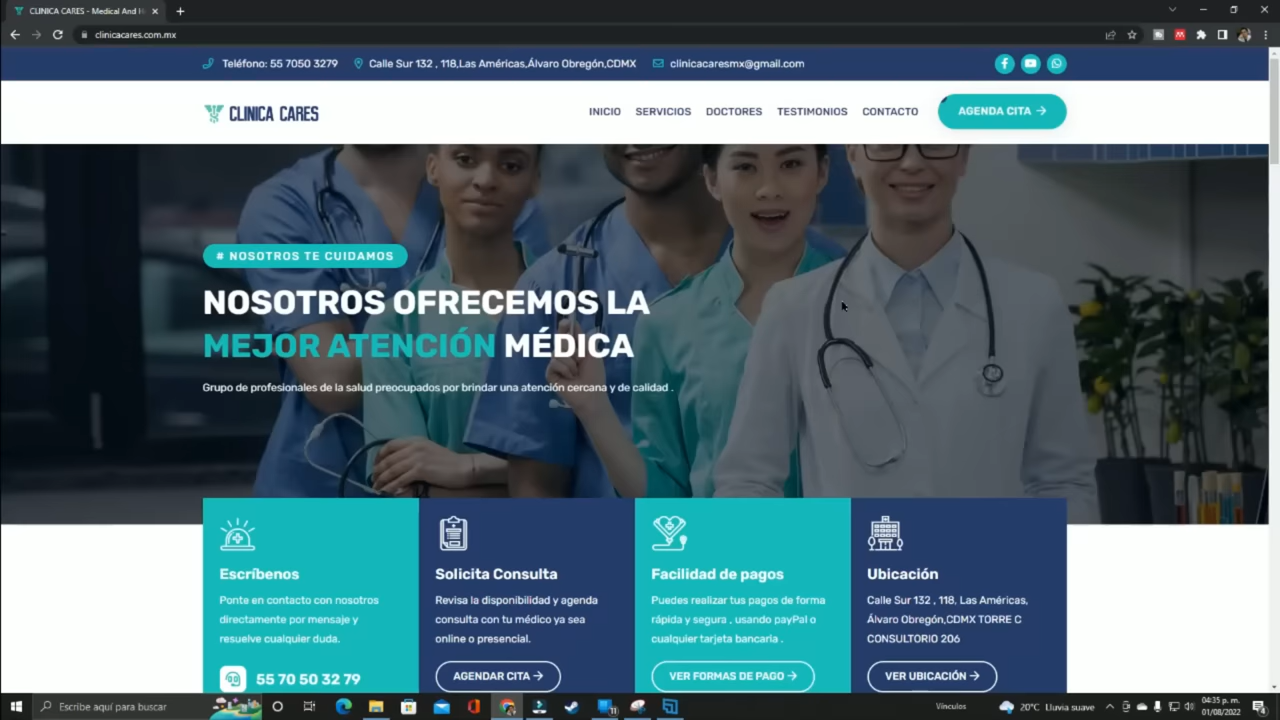 CLINICA CARES - Medical And H
clinicacares.com.mx
Teléfono: 55 7050 3279
Calle Sur 132 , 118,Las Américas,Álvaro Obregón,CDMX
clinicacaresmx@gmail.com
CLINICA CARES
INICIO
SERVICIOS
DOCTORES
TESTIMONIOS
CONTACTO
AGENDA CITA →
# NOSOTROS TE CUIDAMOS
NOSOTROS OFRECEMOS LA
MEJOR ATENCIÓN MÉDICA
Grupo de profesionales de la salud preocupados por brindar una atención cercana y de calidad .
Escríbenos
Ponte en contacto con nosotros
directamente por mensaje y
resuelve cualquier duda.
55 70 50 32 79
Solicita Consulta
Revisa la disponibilidad y agenda
consulta con tu médico ya sea
online o presencial.
AGENDAR CITA →
Facilidad de pagos
Puedes realizar tus pagos de forma
rápida y segura , usando payPal o
cualquier tarjeta bancaria .
VER FORMAS DE PAGO →
Ubicación
Calle Sur 132 , 118, Las Américas,
Álvaro Obregón,CDMX TORRE C
CONSULTORIO 206
VER UBICACIÓN →
Escribe aquí para buscar
Vínculos
20°C Lluvia suave
04:35 p. m.
01/08/2022